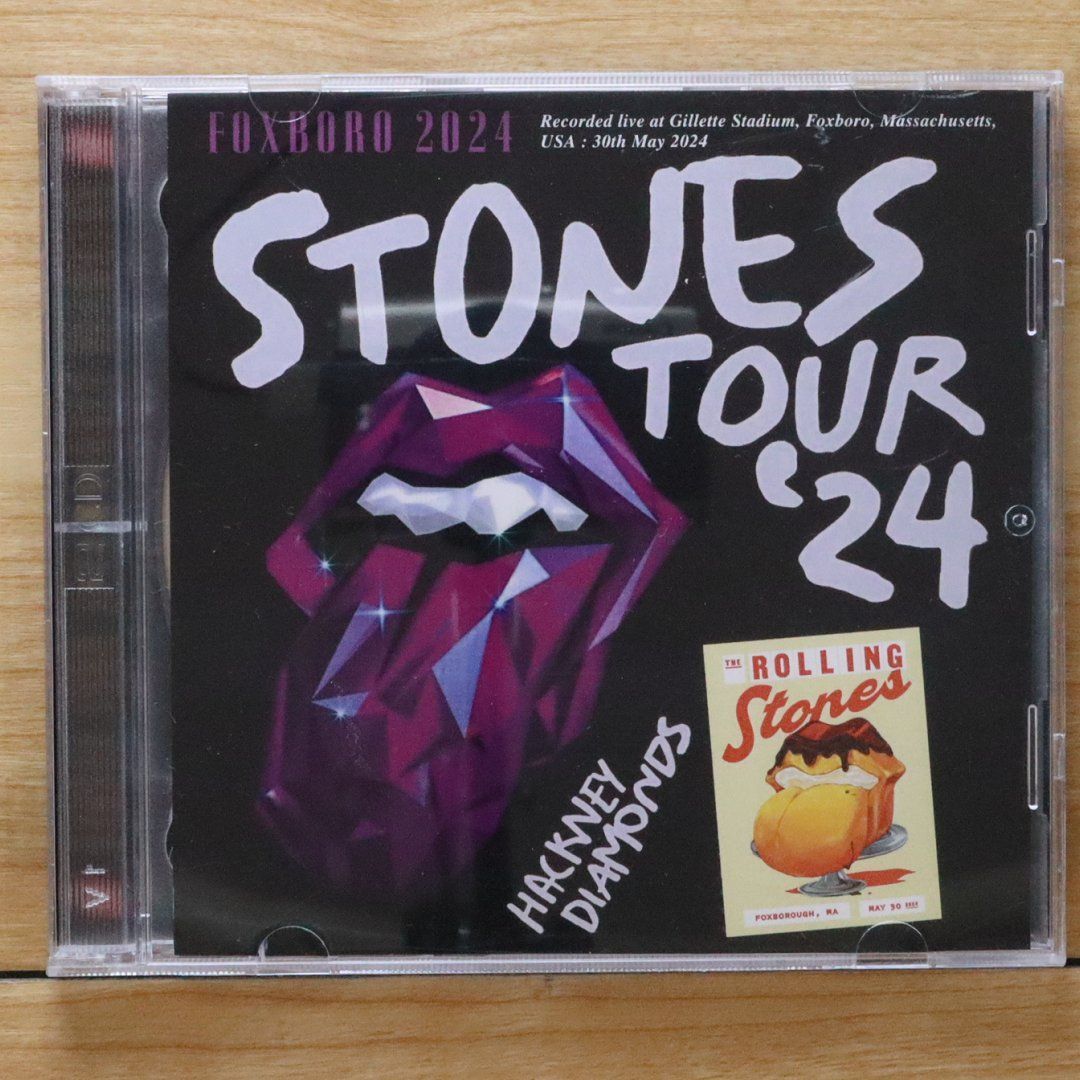 FOXBORO 2024
Recorded live at Gillette Stadium, Foxboro, Massachusetts,
USA : 30th May 2024
STONES
TOUR
'24
HACKNEY
DIAMONDS
THE ROLLING
Stones
FOXBOROUGH, MA
MAY 30